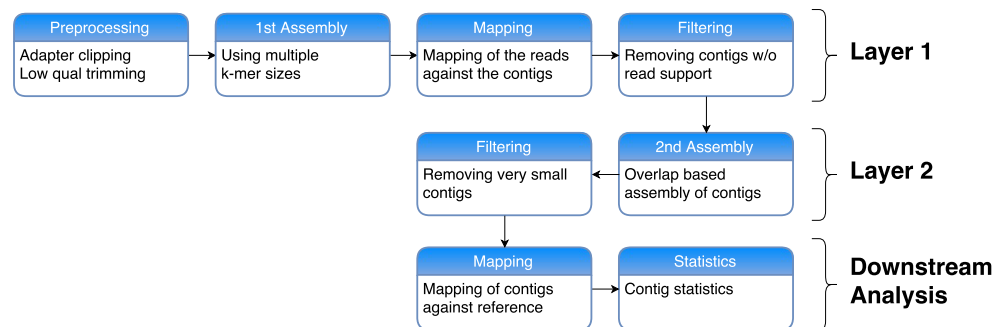 Preprocessing
Adapter clipping
Low qual trimming
1st Assembly
Using multiple
k-mer sizes
Mapping
Mapping of the reads
against the contigs
Filtering
Removing contigs w/o
read support
Layer 1
Filtering
Removing very small
contigs
2nd Assembly
Overlap based
assembly of contigs
Layer 2
Mapping
Mapping of contigs
against reference
Statistics
Contig statistics
Downstream
Analysis